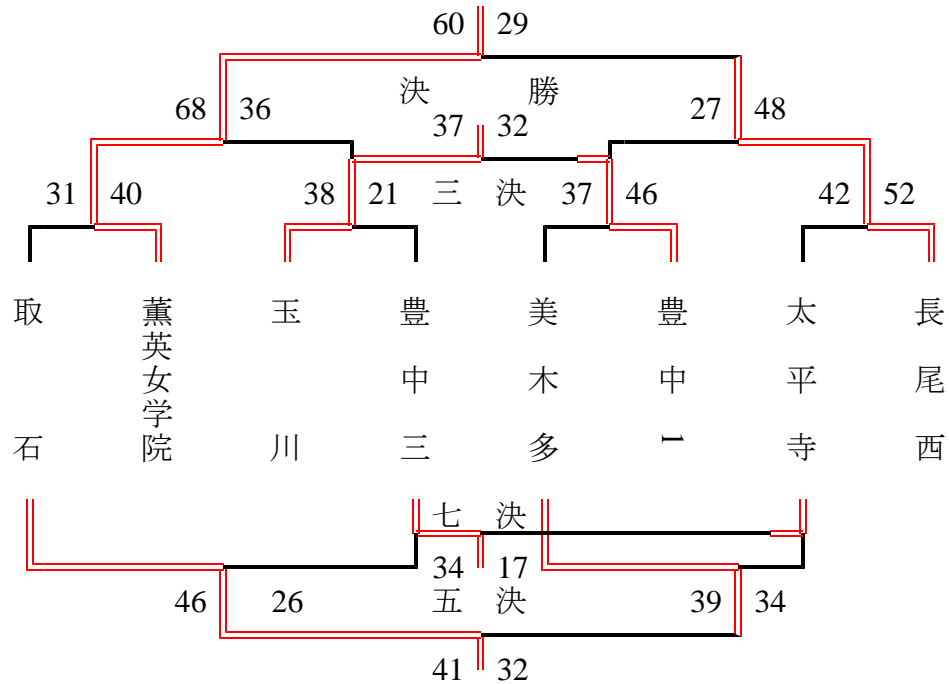 60 29
決 勝
68 36
27 48
37 32
31 40
38 21
三 決
37 46
42 52
取石
薫英女学院
玉川
豊中三
美木多
豊中一
太平寺
長尾西
七 決
34 17
46 26
五 決
39 34
41 32